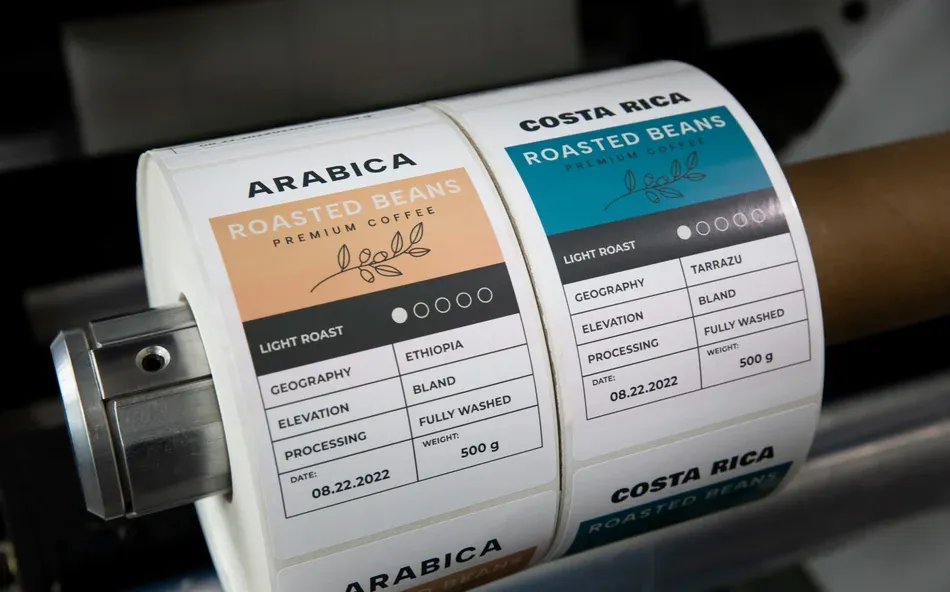 ARABICA
ROASTED BEANS
PREMIUM COFFEE
LIGHT ROAST
GEOGRAPHY ETHIOPIA
ELEVATION BLAND
PROCESSING FULLY WASHED
DATE: WEIGHT:
08.22.2022 500 g
ARABICA
COSTA RICA
ROASTED BEANS
PREMIUM COFFEE
LIGHT ROAST
GEOGRAPHY TARRAZU
ELEVATION BLAND
PROCESSING FULLY WASHED
DATE: WEIGHT:
08.22.2022 500 g
COSTA RICA
ROASTED BEANS